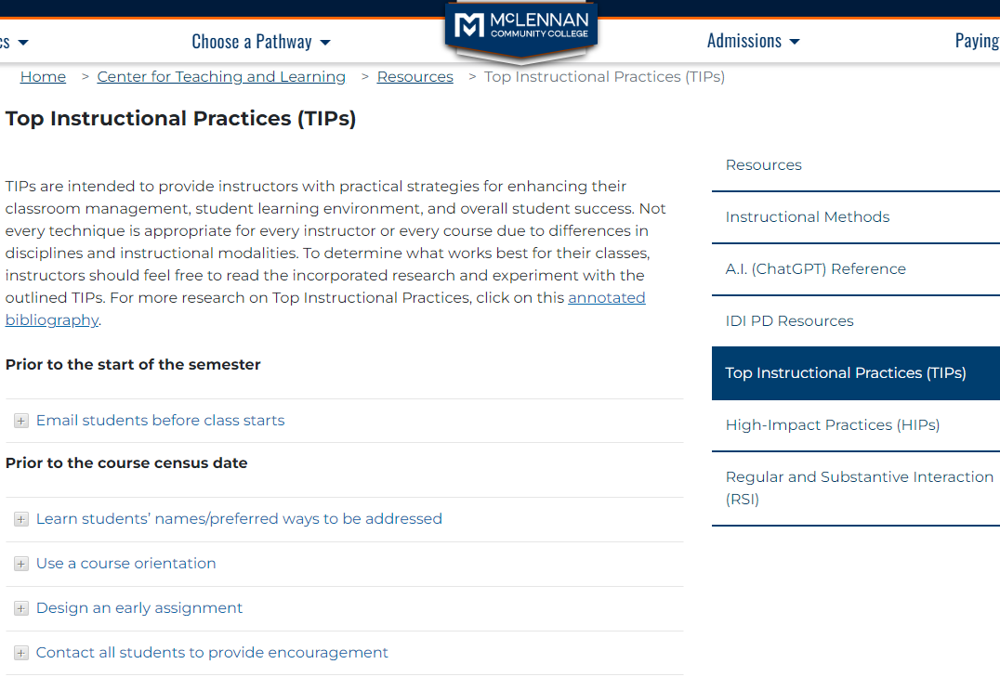 cs
Choose a Pathway
McLENNAN
COMMUNITY COLLEGE
Admissions
Paying
Home > Center for Teaching and Learning > Resources > Top Instructional Practices (TIPs)
Top Instructional Practices (TIPs)
TIPs are intended to provide instructors with practical strategies for enhancing their
classroom management, student learning environment, and overall student success. Not
every technique is appropriate for every instructor or every course due to differences in
disciplines and instructional modalities. To determine what works best for their classes,
instructors should feel free to read the incorporated research and experiment with the
outlined TIPs. For more research on Top Instructional Practices, click on this annotated
bibliography.
Prior to the start of the semester
Email students before class starts
Prior to the course census date
Learn students’ names/preferred ways to be addressed
Use a course orientation
Design an early assignment
Contact all students to provide encouragement
Resources
Instructional Methods
A.I. (ChatGPT) Reference
IDI PD Resources
Top Instructional Practices (TIPs)
High-Impact Practices (HIPs)
Regular and Substantive Interaction
(RSI)